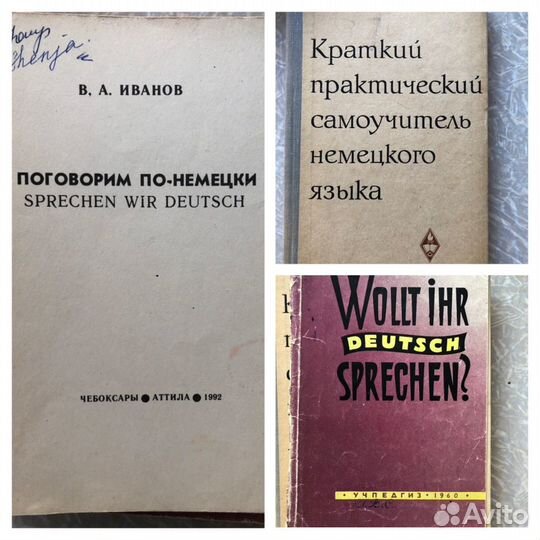 Shenja
В. А. ИВАНОВ
ПОГОВОРИМ ПО-НЕМЕЦКИ
SPRECHEN WIR DEUTSCH
ЧЕБОКСАРЫ ● АТТИЛА ● 1992
Краткий
практический
самоучитель
немецкого
языка
WOLLT IHR
DEUTSCH
SPRECHEN?
• УЧПЕДГИЗ • 1960 •
Avito